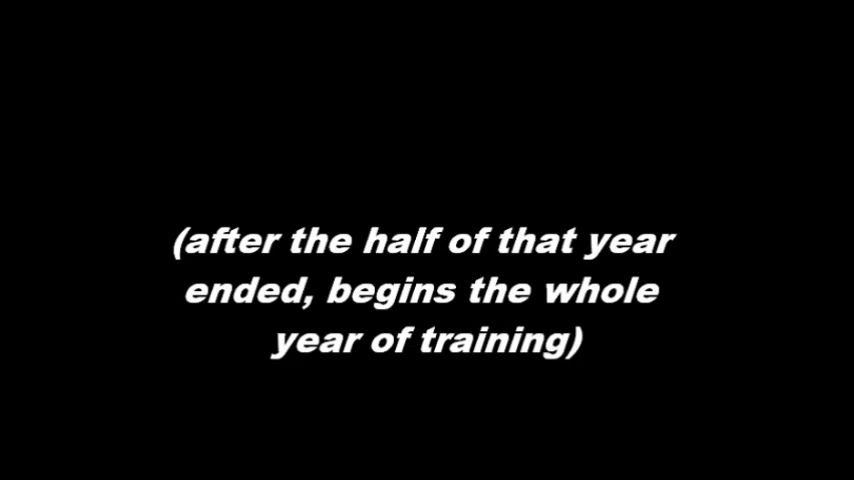 (after the half of that year
ended, begins the whole
year of training)